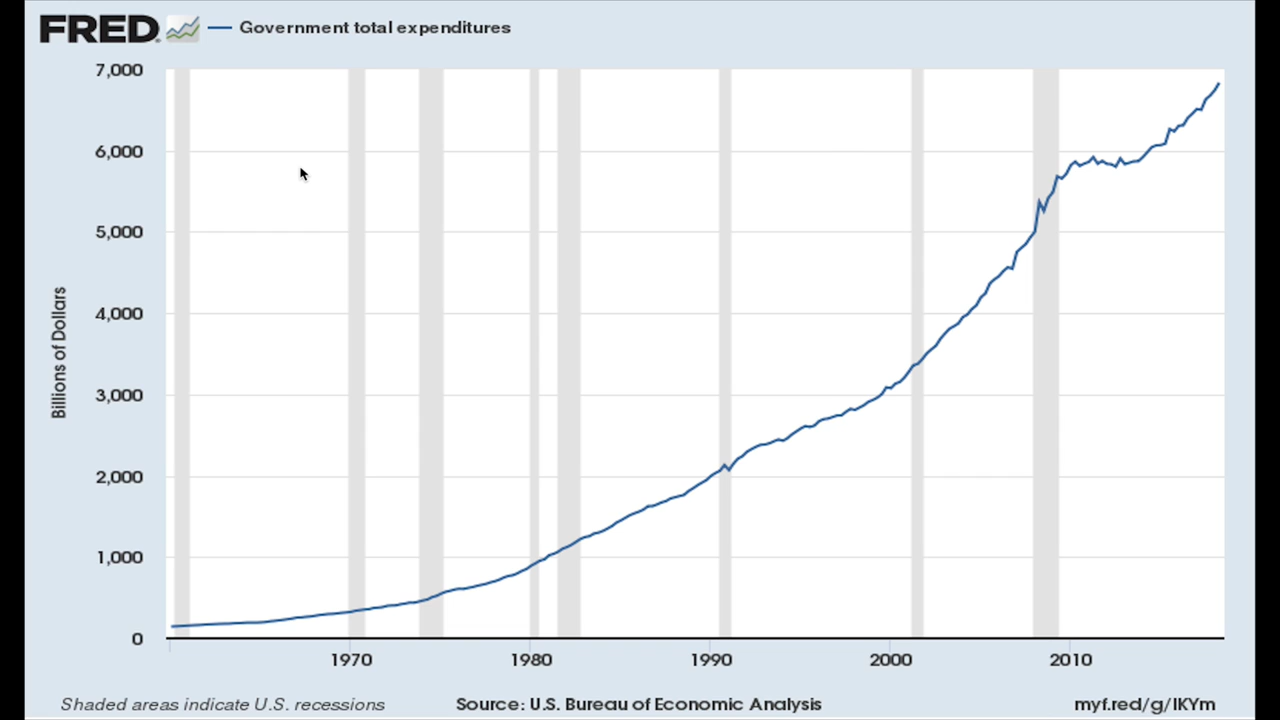 FRED Government total expenditures
7,000
6,000
5,000
4,000
3,000
2,000
1,000
0
Billions of Dollars
1970 1980 1990 2000 2010
Shaded areas indicate U.S. recessions Source: U.S. Bureau of Economic Analysis myf.red/g/lKYm